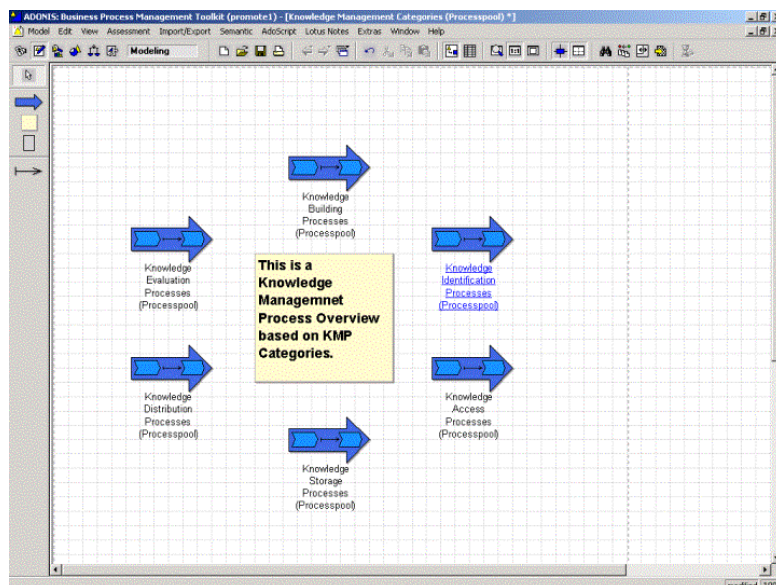 ADONIS: Business Process Management Toolkit (promote1) - [Knowledge Management Categories (Processpool) *]
Model Edit View Assessment Import/Export Semantic AdoScript Lotus Notes Extras Window Help
Modeling
Knowledge
Building
Processes
(Processpool)
Knowledge
Evaluation
Processes
(Processpool)
This is a
Knowledge
Managemnet
Process Overview
based on KMP
Categories.
Knowledge
Identification
Processes
(Processpool)
Knowledge
Distribution
Processes
(Processpool)
Knowledge
Access
Processes
(Processpool)
Knowledge
Storage
Processes
(Processpool)